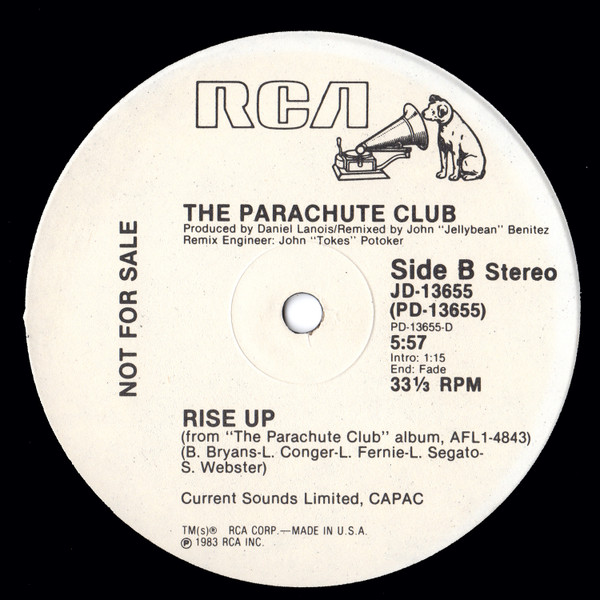 RCA
THE PARACHUTE CLUB
Produced by Daniel Lanois/Remixed by John "Jellybean" Benitez
Remix Engineer: John "Tokes" Potoker
NOT FOR SALE
Side B Stereo
JD-13655
(PD-13655)
PD-13655-D
5:57
Intro: 1:15
End: Fade
33⅓ RPM
RISE UP
(from "The Parachute Club" album, AFL1-4843)
(B. Bryans-L. Conger-L. Fernie-L. Segato-
S. Webster)
Current Sounds Limited, CAPAC
TM(s)® RCA CORP.—MADE IN U.S.A.
℗ 1983 RCA INC.